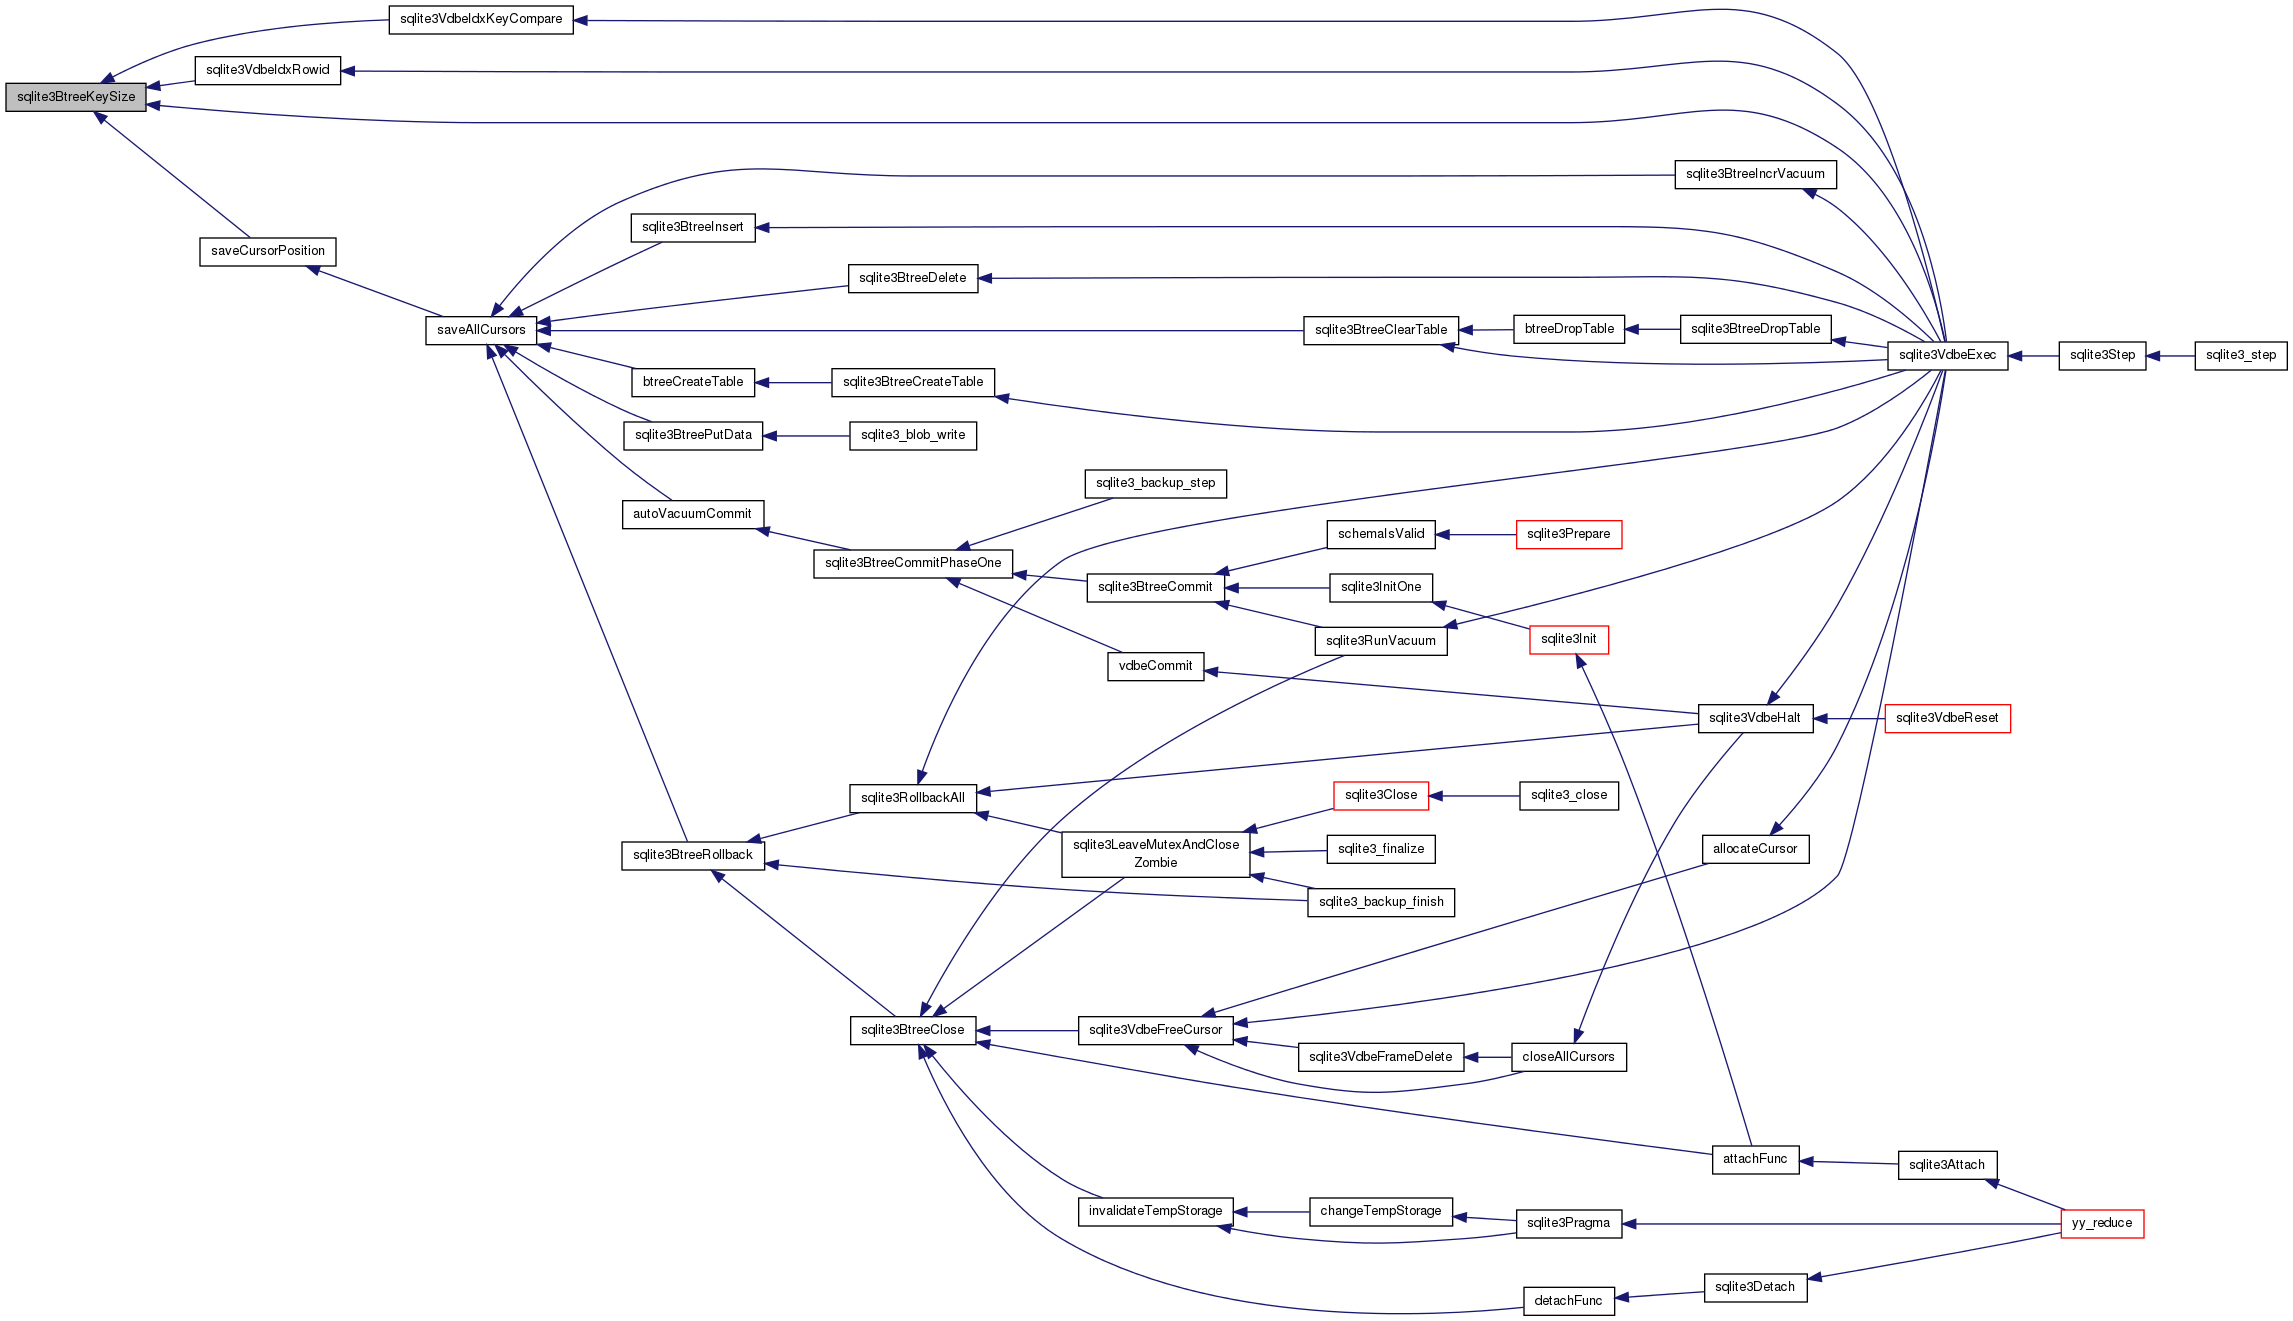 sqlite3VdbeIdxKeyCompare
sqlite3VdbeIdxRowid
sqlite3BtreeKeySize
sqlite3BtreeIncrVacuum
sqlite3BtreeInsert
saveCursorPosition
sqlite3BtreeDelete
saveAllCursors
sqlite3BtreeClearTable
btreeDropTable
sqlite3BtreeDropTable
sqlite3VdbeExec
sqlite3Step
sqlite3_step
btreeCreateTable
sqlite3BtreeCreateTable
sqlite3BtreePutData
sqlite3_blob_write
sqlite3_backup_step
autoVacuumCommit
schemaIsValid
sqlite3Prepare
sqlite3BtreeCommitPhaseOne
sqlite3BtreeCommit
sqlite3InitOne
sqlite3RunVacuum
sqlite3Init
vdbeCommit
sqlite3VdbeHalt
sqlite3VdbeReset
sqlite3RollbackAll
sqlite3Close
sqlite3_close
sqlite3BtreeRollback
sqlite3LeaveMutexAndClose
Zombie
sqlite3_finalize
allocateCursor
sqlite3_backup_finish
sqlite3BtreeClose
sqlite3VdbeFreeCursor
sqlite3VdbeFrameDelete
closeAllCursors
attachFunc
sqlite3Attach
invalidateTempStorage
changeTempStorage
sqlite3Pragma
yy_reduce
sqlite3Detach
detachFunc